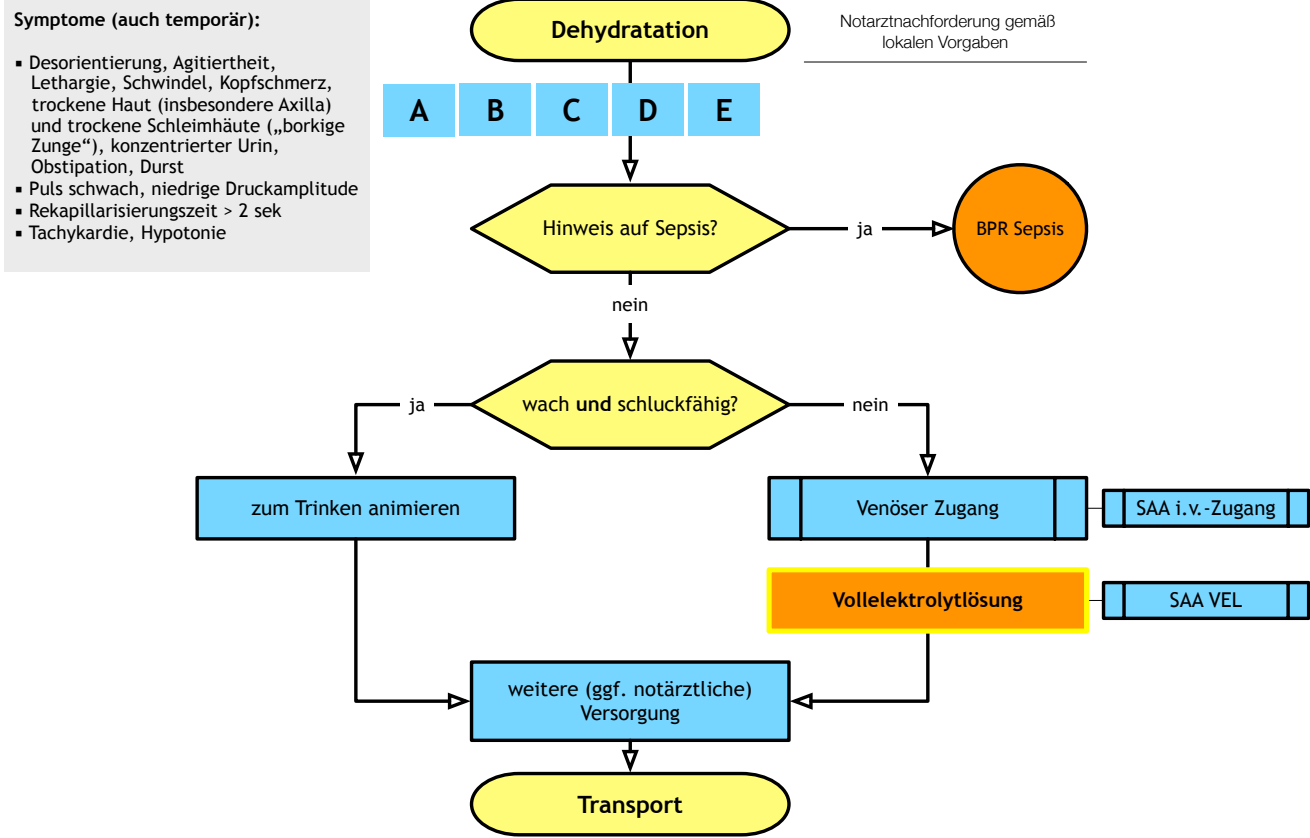 Symptome (auch temporär):
▪ Desorientierung, Agitiertheit,
Lethargie, Schwindel, Kopfschmerz,
trockene Haut (insbesondere Axilla)
und trockene Schleimhäute („borkige
Zunge“), konzentrierter Urin,
Obstipation, Durst
▪ Puls schwach, niedrige Druckamplitude
▪ Rekapillarisierungszeit > 2 sek
▪ Tachykardie, Hypotonie
Dehydratation
Notarztnachforderung gemäß
lokalen Vorgaben
A B C D E
Hinweis auf Sepsis?
ja
BPR Sepsis
nein
wach und schluckfähig?
ja
nein
zum Trinken animieren
Venöser Zugang
SAA i.v.-Zugang
Vollelektrolytlösung
SAA VEL
weitere (ggf. notärztliche)
Versorgung
Transport